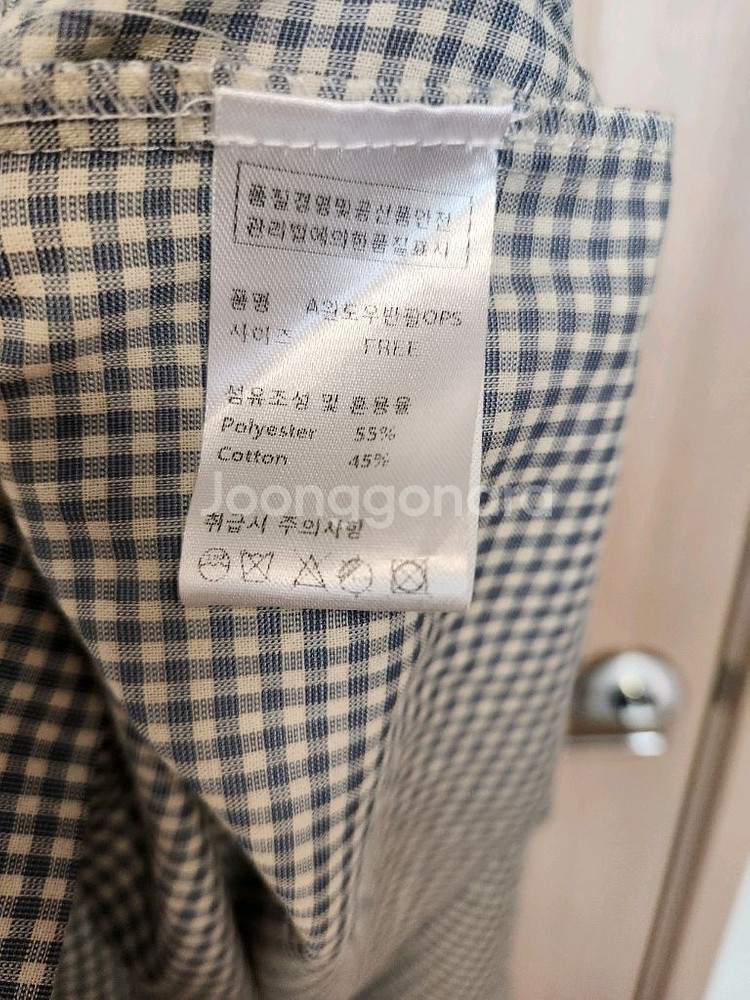 품질경영및공산품안전
관리법에의한품질표시
품명 A윈도우반팔OPS
사이즈 FREE
섬유조성 및 혼용율
Polyester 55%
Cotton 45%
Joonggonara
취급시 주의사항